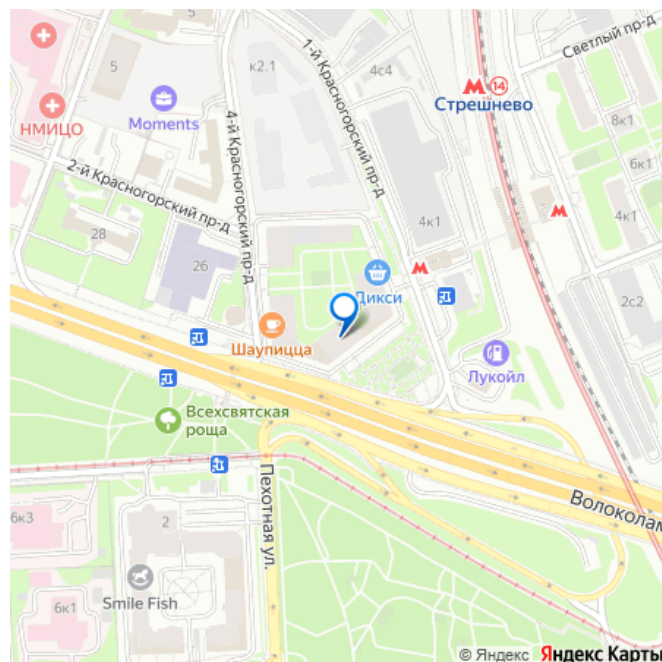 Светлый пр-д
5
к2.1
1-й Красногорский пр-д
4с4
14
Стрешнево
НМИЦО
Moments
4-й Красногорский пр-д
8к1
6к1
2-й Красногорский пр-д
28
26
4к1
4к1
Дикси
2с2
Шаупицца
Лукойл
Всехсвятская
роща
Пехотная ул.
Волоколам
6к3
2
Smile Fish
6к1
© Яндекс Яндекс Карты